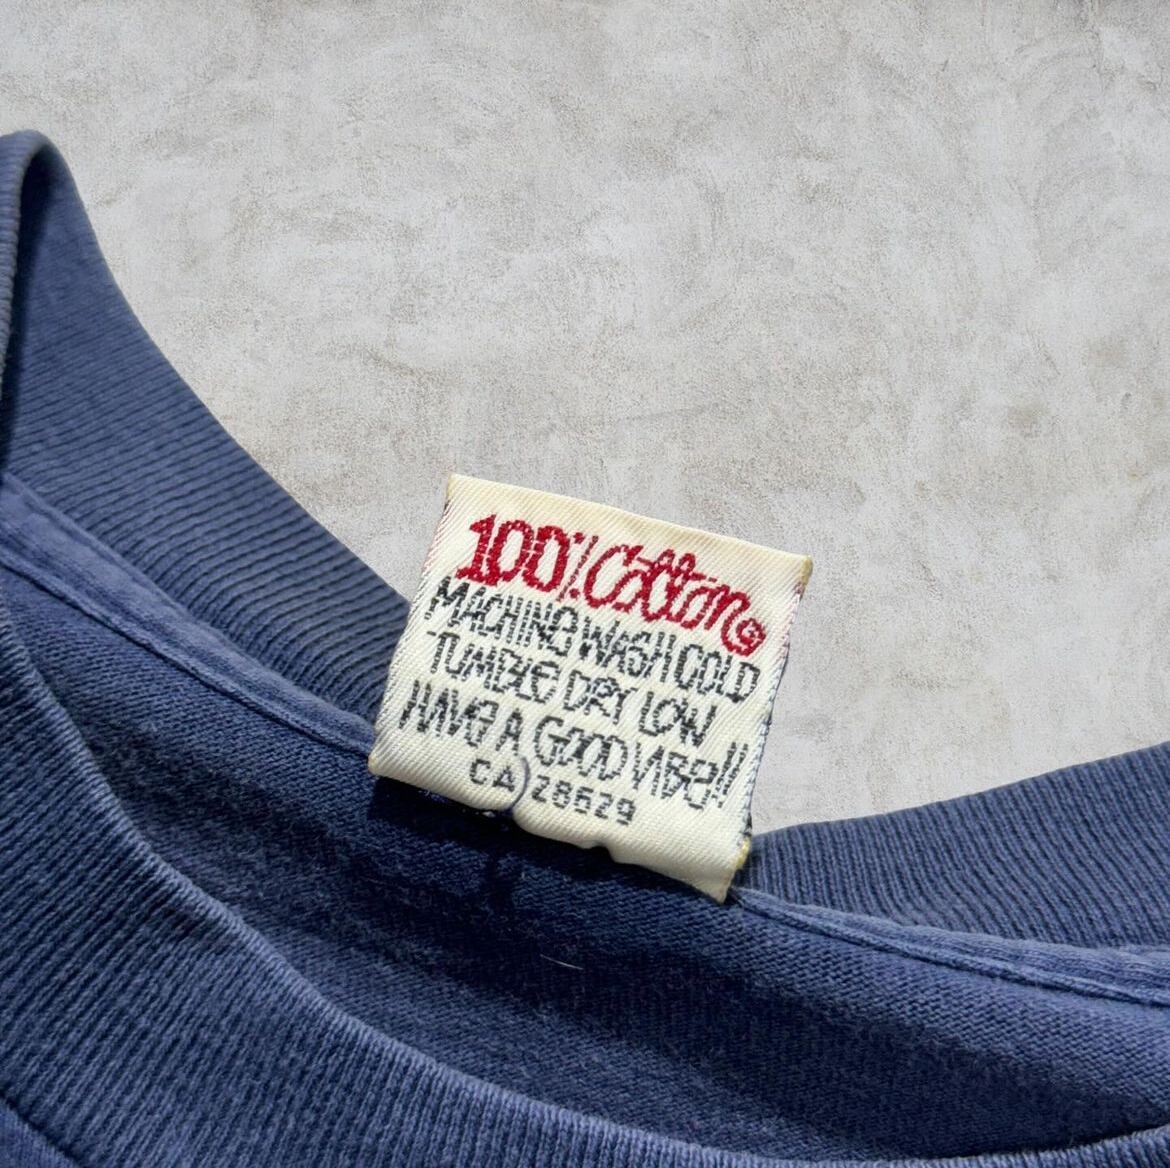 100% Cotton
MACHINE WASH COLD
TUMBLE DRY LOW
HAVE A GOOD VIBE!!
CA 28629